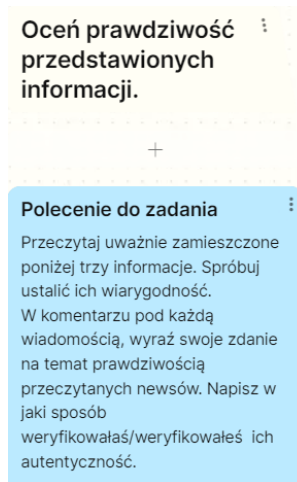 Oceń prawdziwość
przedstawionych
informacji.
Polecenie do zadania
Przeczytaj uważnie zamieszczone
poniżej trzy informacje. Spróbuj
ustalić ich wiarygodność.
W komentarzu pod każdą
wiadomością, wyraź swoje zdanie
na temat prawdziwością
przeczytanych newsów. Napisz w
jaki sposób
weryfikowałaś/weryfikowałeś ich
autentyczność.